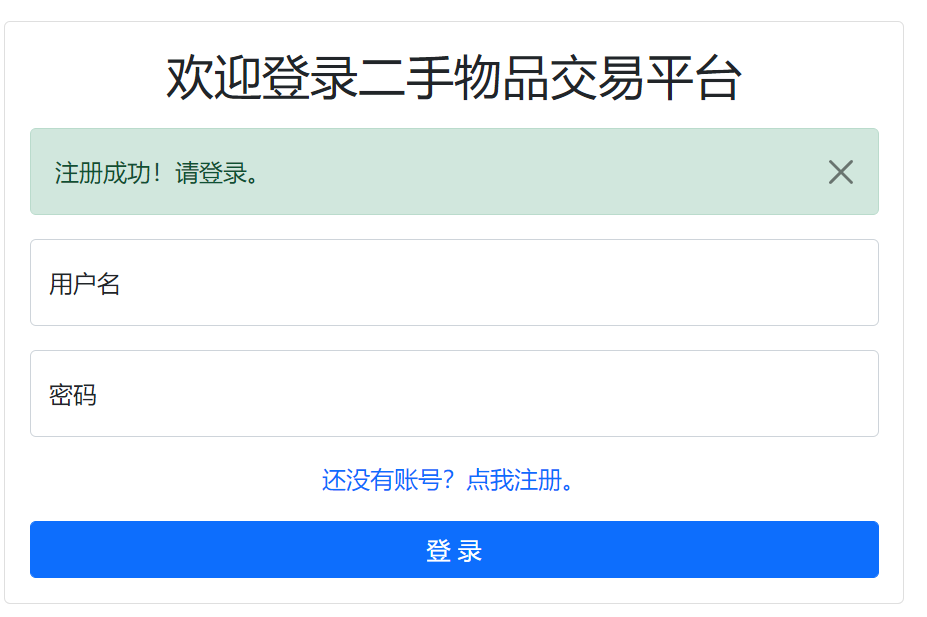 欢迎登录二手物品交易平台
注册成功！请登录。
用户名
密码
还没有账号？点我注册。
登 录